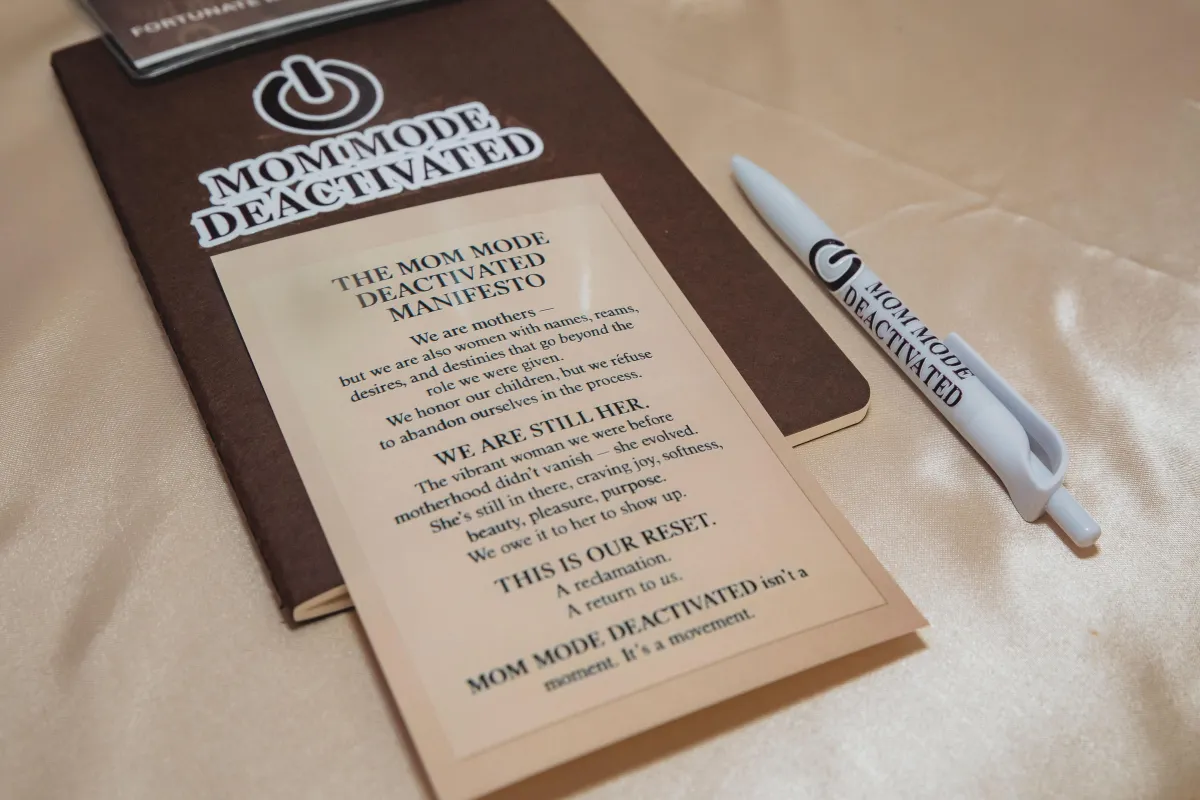 FORTUNATE
MOM MODE
DEACTIVATED
THE MOM MODE
DEACTIVATED
MANIFESTO
We are mothers —
but we are also women with names, reams,
desires, and destinies that go beyond the
role we were given.
We honor our children, but we refuse
to abandon ourselves in the process.
WE ARE STILL HER.
The vibrant woman we were before
motherhood didn't vanish — she evolved.
She's still in there, craving joy, softness,
beauty, pleasure, purpose.
We owe it to her to show up.
THIS IS OUR RESET.
A reclamation.
A return to us.
MOM MODE DEACTIVATED isn't a
moment. It's a movement.
MOM MODE
DEACTIVATED